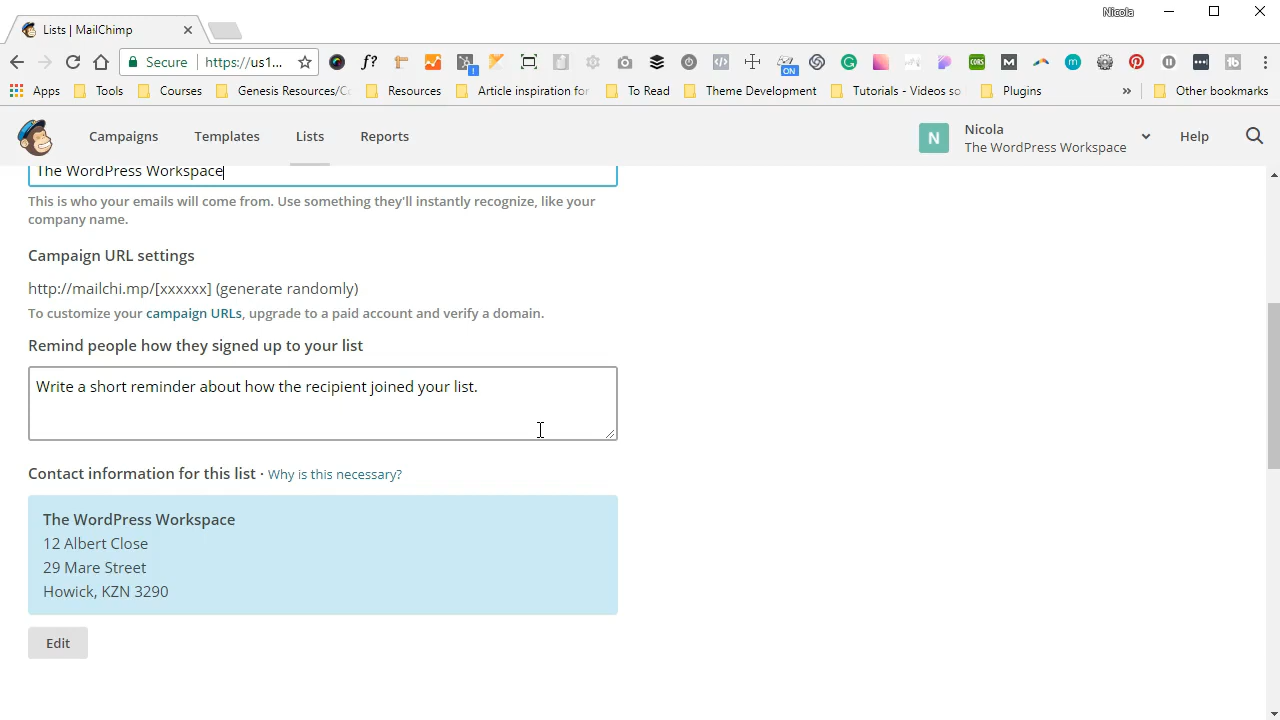 Nicola
Lists | MailChimp
Secure https://us1...
f?
!
ON
CORS
M
m
tb
Apps Tools Courses Genesis Resources/C Resources Article inspiration for To Read Theme Development Tutorials - Videos so Plugins » Other bookmarks
Campaigns Templates Lists Reports N Nicola Help
The WordPress Workspace
The WordPress Workspace
This is who your emails will come from. Use something they'll instantly recognize, like your
company name.
Campaign URL settings
http://mailchi.mp/[xxxxxx] (generate randomly)
To customize your campaign URLs, upgrade to a paid account and verify a domain.
Remind people how they signed up to your list
Write a short reminder about how the recipient joined your list.
Contact information for this list · Why is this necessary?
The WordPress Workspace
12 Albert Close
29 Mare Street
Howick, KZN 3290
Edit